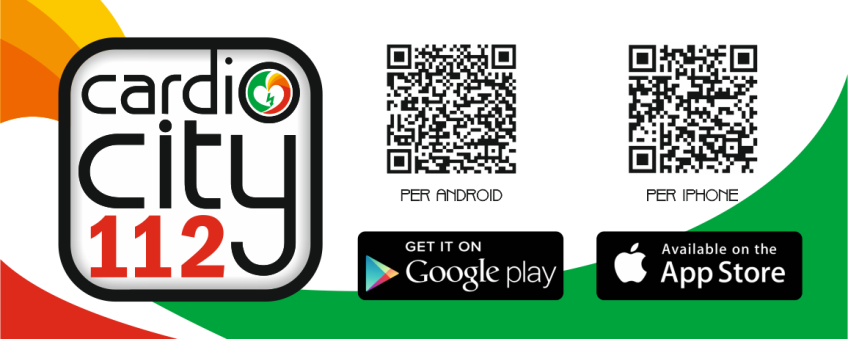 cardio
city
112
PER ANDROID
PER IPHONE
GET IT ON
Google play
Available on the
App Store